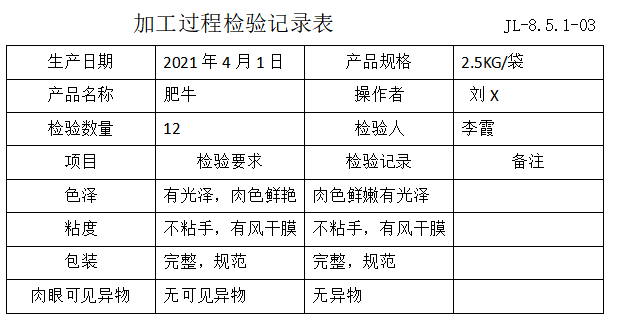 加工过程检验记录表 JL-8.5.1-03
生产日期 2021年4月1日 产品规格 2.5KG/袋
产品名称 肥牛 操作者 刘X
检验数量 12 检验人 李霞
项目 检验要求 检验记录 备注
色泽 有光泽，肉色鲜艳 肉色鲜嫩有光泽
粘度 不粘手，有风干膜 不粘手，有风干膜
包装 完整，规范 完整，规范
肉眼可见异物 无可见异物 无异物